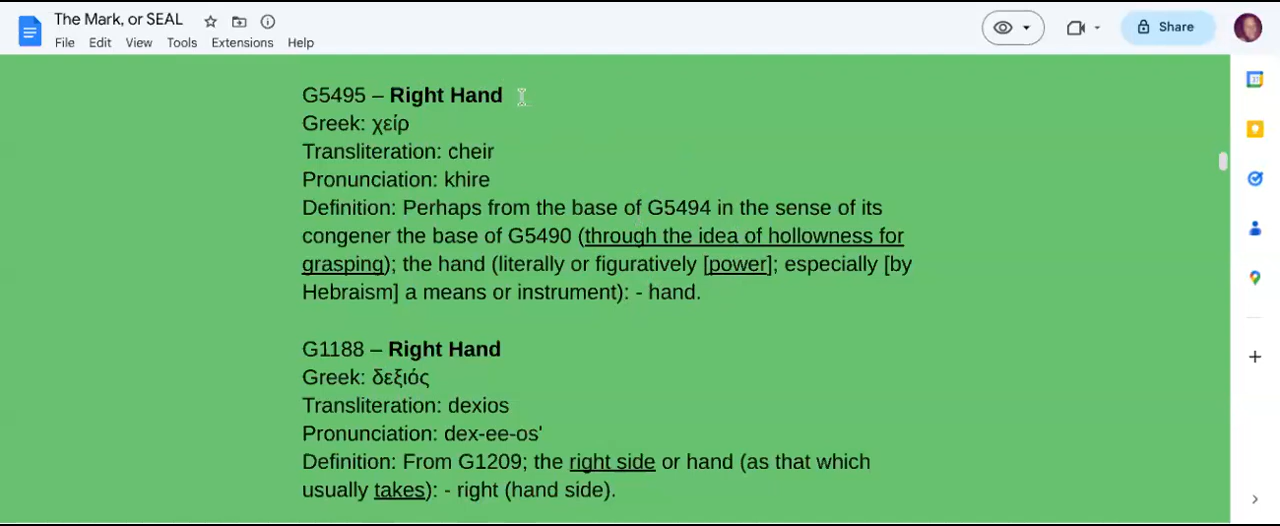 The Mark, or SEAL
File Edit View Tools Extensions Help
Share
G5495 – Right Hand
Greek: χείρ
Transliteration: cheir
Pronunciation: khire
Definition: Perhaps from the base of G5494 in the sense of its
congener the base of G5490 (through the idea of hollowness for
grasping); the hand (literally or figuratively [power]; especially [by
Hebraism] a means or instrument): - hand.
G1188 – Right Hand
Greek: δεξιός
Transliteration: dexios
Pronunciation: dex-ee-os'
Definition: From G1209; the right side or hand (as that which
usually takes): - right (hand side).